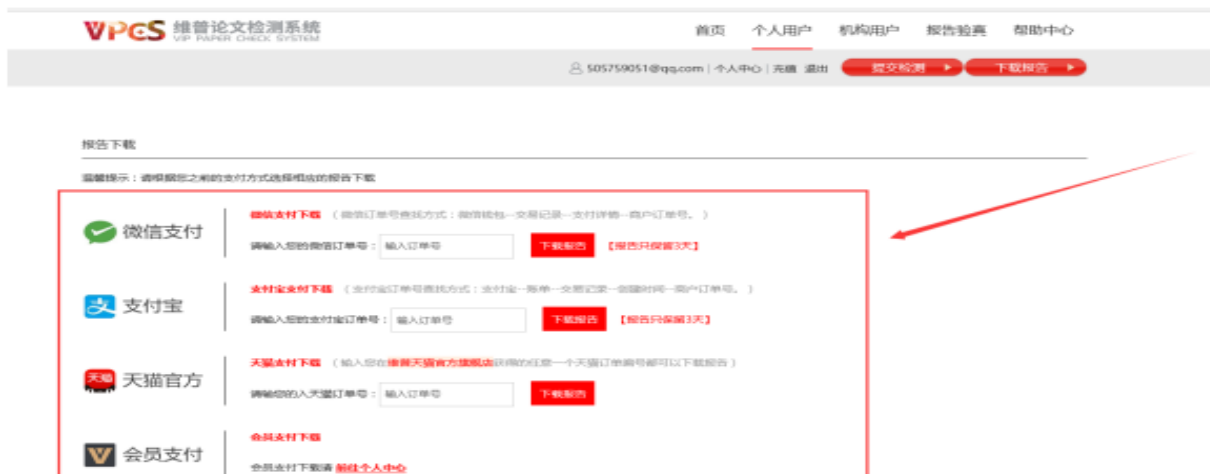 VPCS 维普论文检测系统
VIP PAPER CHECK SYSTEM
首页 个人用户 机构用户 报告验真 帮助中心
505759051@qq.com | 个人中心 | 充值 退出 提交检测 下载报告
报告下载
温馨提示：请根据您之前的支付方式选择相应的报告下载
微信支付
微信支付下载 （微信订单号查找方式：微信钱包--交易记录--支付详情--商户订单号。）
请输入您的微信订单号： 输入订单号 下载报告 【报告只保留3天】
支付宝
支付宝支付下载 （支付宝订单号查找方式：支付宝--账单--交易记录--创建时间--商户订单号。）
请输入您的支付宝订单号： 输入订单号 下载报告 【报告只保留3天】
天猫 天猫官方
天猫支付下载 （输入您在维普天猫官方旗舰店获得的任意一个天猫订单编号都可以下载报告）
请输您的入天猫订单号： 输入订单号 下载报告
会员支付
会员支付下载
会员支付下载请 前往个人中心